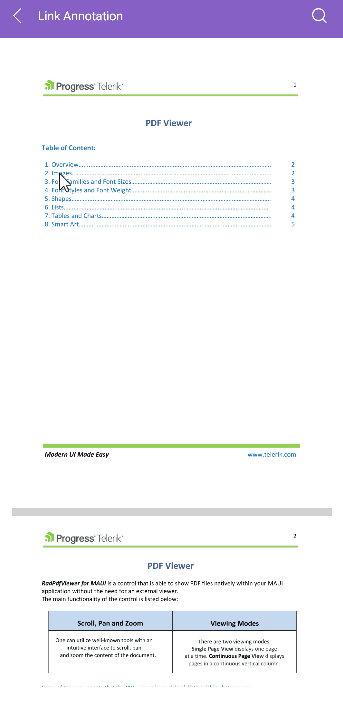 Link Annotation
Progress® Telerik®
1
PDF Viewer
Table of Content:
1. Overview 2
2. Images 2
3. Fo amilies and Font Sizes 3
4. Fo tyles and Font Weight 3
5. Shapes 4
6. Lists 4
7. Tables and Charts 4
8. Smart Art 5
Modern UI Made Easy
www.telerik.com
Progress® Telerik®
2
PDF Viewer
RadPdfViewer for MAUI is a control that is able to show PDF files natively within your MAUI
application without the need for an external viewer.
The main functionality of the control is listed below:
Scroll, Pan and Zoom
One can utilize well-known tools with an
intuitive interface to scroll, pan
and zoom the content of the document.
Viewing Modes
There are two viewing modes
Single Page View displays one page
at a time. Continuous Page View displays
pages in a continuous vertical column.